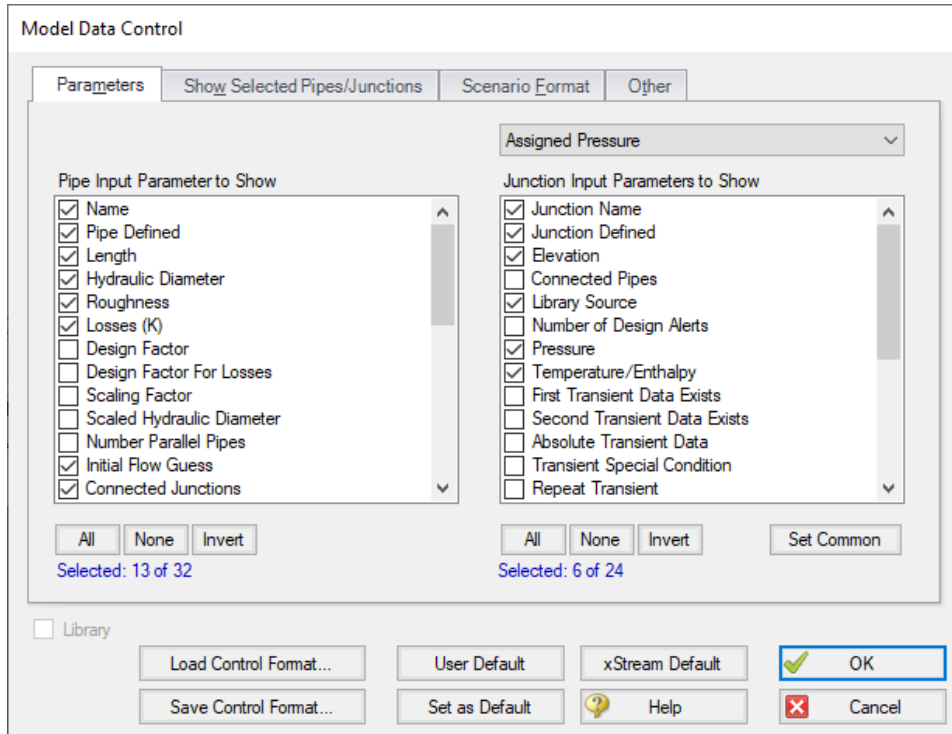 Model Data Control
Parameters
Show Selected Pipes/Junctions
Scenario Format
Other
Assigned Pressure
Pipe Input Parameter to Show
Name
Pipe Defined
Length
Hydraulic Diameter
Roughness
Losses (K)
Design Factor
Design Factor For Losses
Scaling Factor
Scaled Hydraulic Diameter
Number Parallel Pipes
Initial Flow Guess
Connected Junctions
All
None
Invert
Selected: 13 of 32
Junction Input Parameters to Show
Junction Name
Junction Defined
Elevation
Connected Pipes
Library Source
Number of Design Alerts
Pressure
Temperature/Enthalpy
First Transient Data Exists
Second Transient Data Exists
Absolute Transient Data
Transient Special Condition
Repeat Transient
All
None
Invert
Set Common
Selected: 6 of 24
Library
Load Control Format...
User Default
xStream Default
OK
Save Control Format...
Set as Default
Help
Cancel